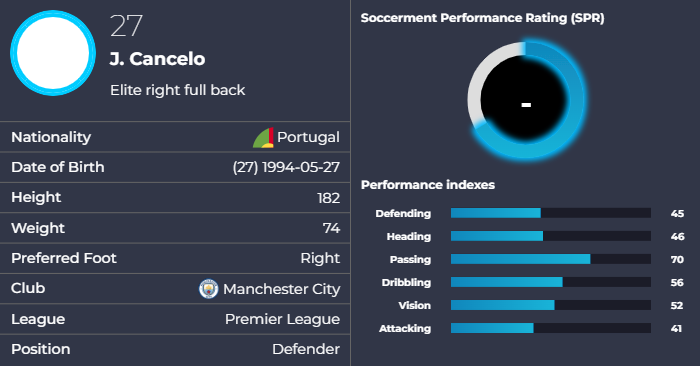 27
J. Cancelo
Elite right full back
Nationality Portugal
Date of Birth (27) 1994-05-27
Height 182
Weight 74
Preferred Foot Right
Club Manchester City
League Premier League
Position Defender
Soccerment Performance Rating (SPR)
-
Performance indexes
Defending 45
Heading 46
Passing 70
Dribbling 56
Vision 52
Attacking 41